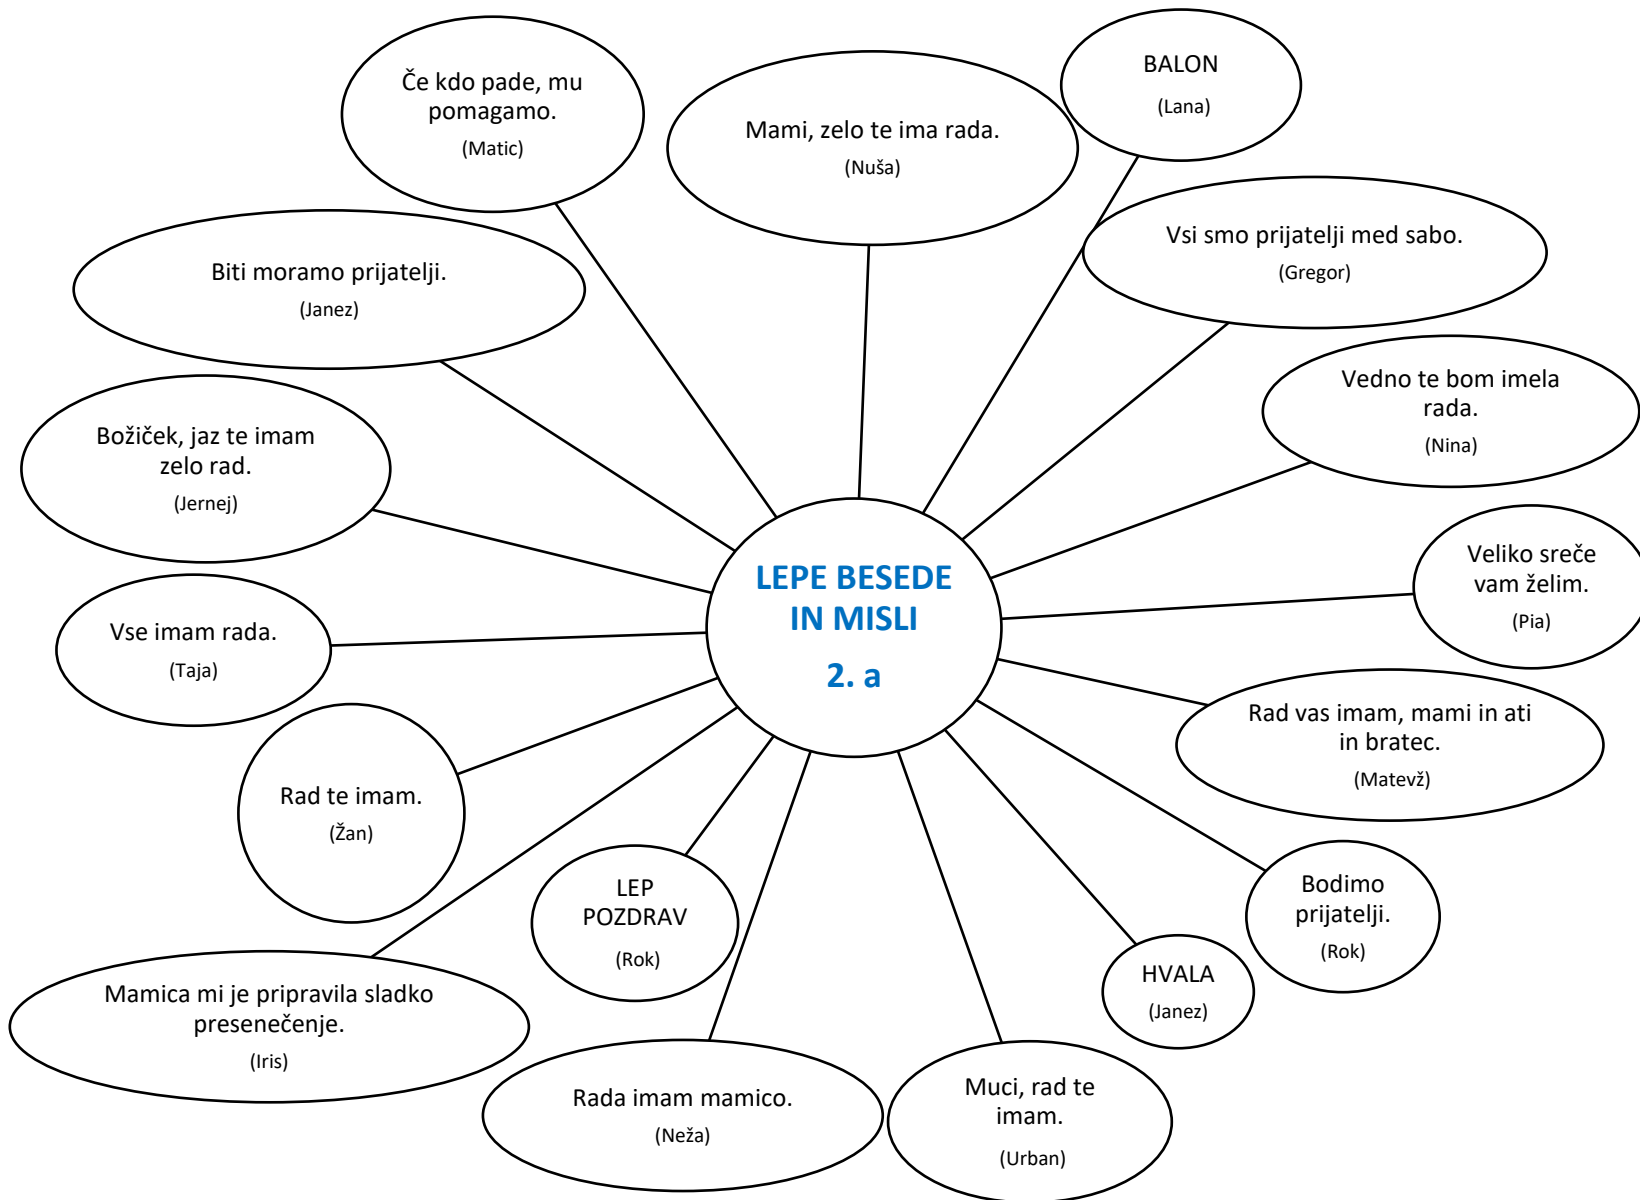 Če kdo pade, mu
pomagamo.
(Matic)
Mami, zelo te ima rada.
(Nuša)
BALON
(Lana)
Vsi smo prijatelji med sabo.
(Gregor)
Biti moramo prijatelji.
(Janez)
Vedno te bom imela
rada.
(Nina)
Božiček, jaz te imam
zelo rad.
(Jernej)
LEPE BESEDE
IN MISLI
2. a
Veliko sreče
vam želim.
(Pia)
Vse imam rada.
(Taja)
Rad vas imam, mami in ati
in bratec.
(Matevž)
Rad te imam.
(Žan)
LEP
POZDRAV
(Rok)
Bodimo
prijatelji.
(Rok)
HVALA
(Janez)
Mamica mi je pripravila sladko
presenečenje.
(Iris)
Rada imam mamico.
(Neža)
Muci, rad te
imam.
(Urban)